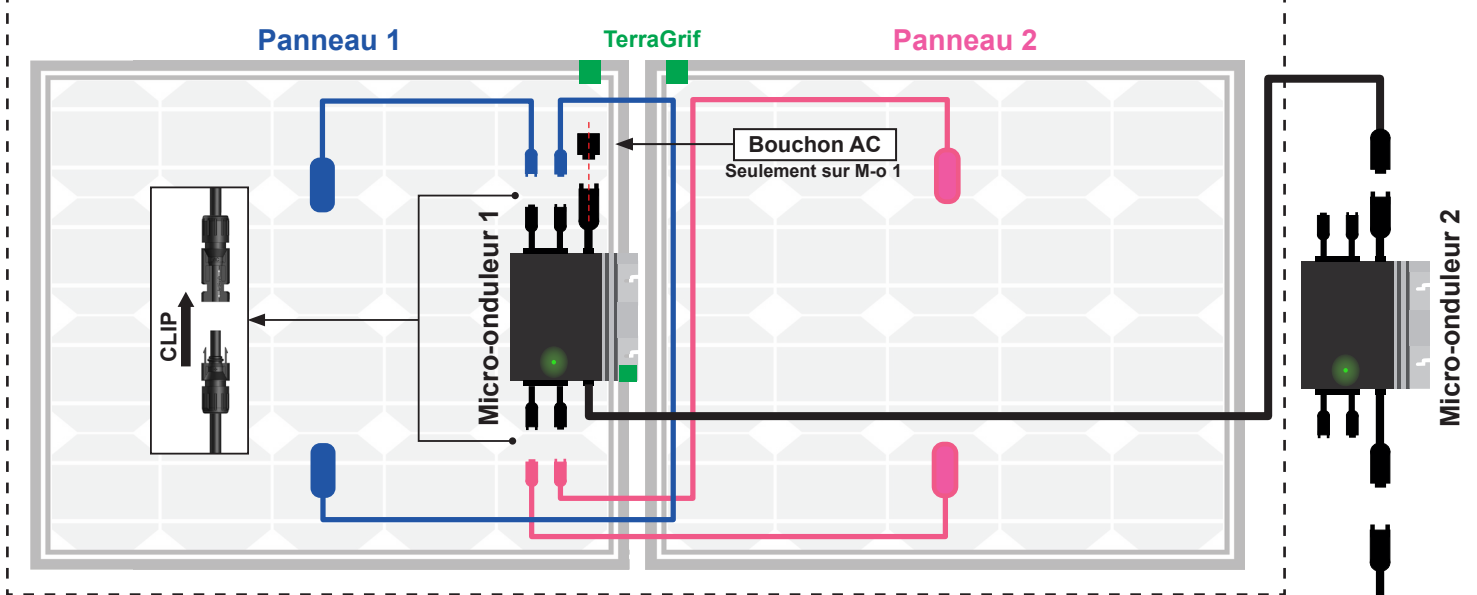 Panneau 1
TerraGrif
Panneau 2
Bouchon AC
Seulement sur M-o 1
CLIP
Micro-onduleur 1
Micro-onduleur 2